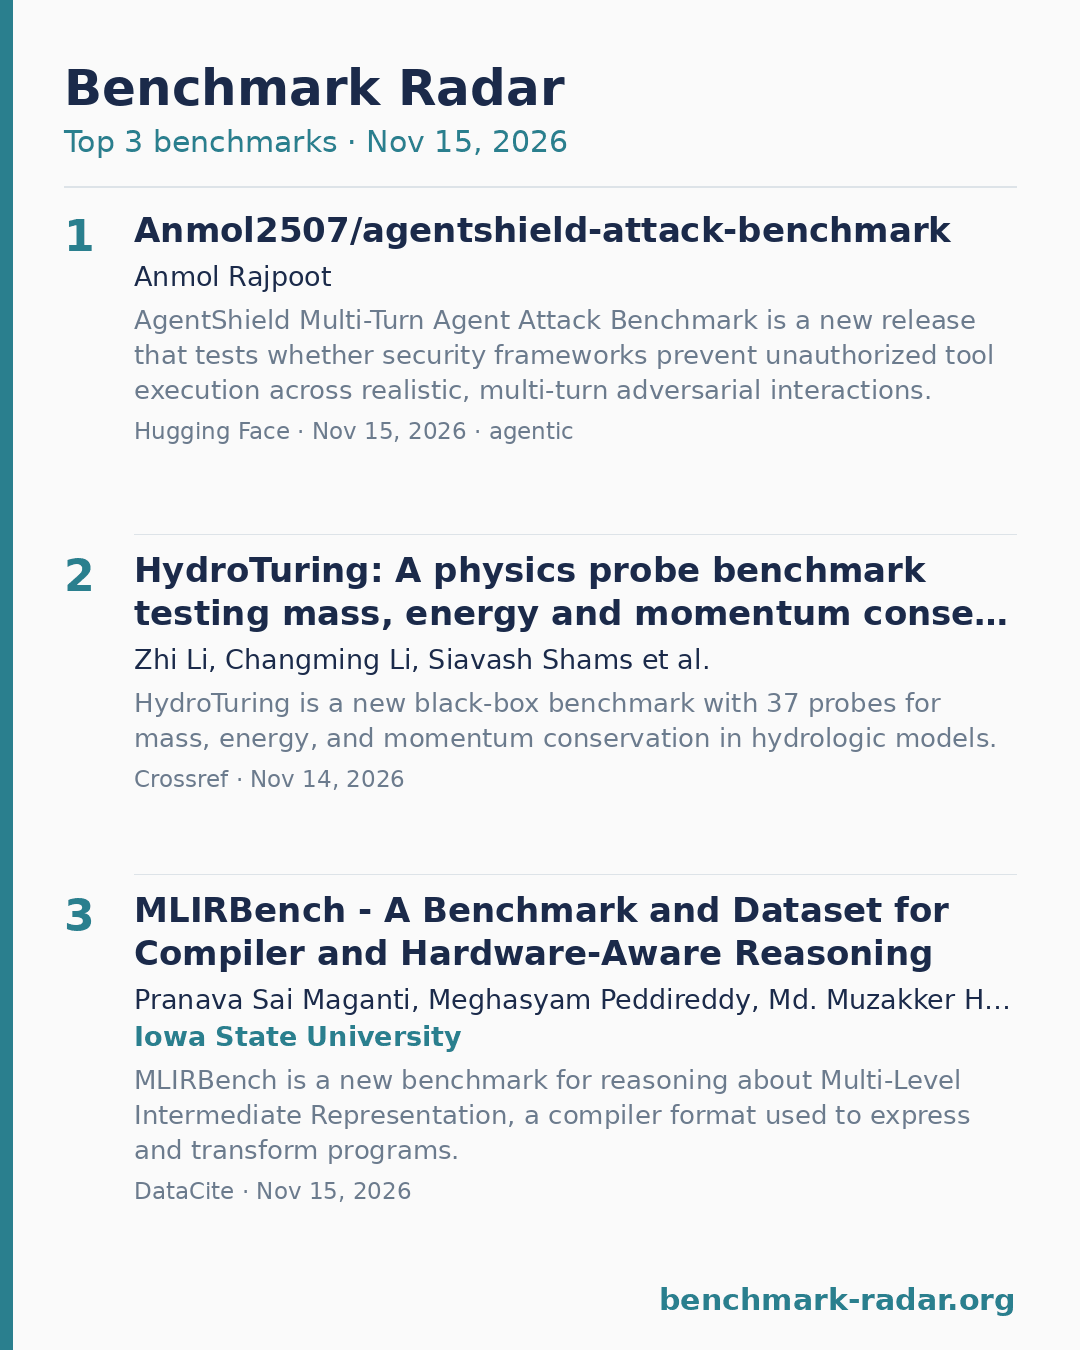 Benchmark Radar
Top 3 benchmarks · Nov 15, 2026
1
Anmol2507/agentshield-attack-benchmark
Anmol Rajpoot
AgentShield Multi-Turn Agent Attack Benchmark is a new release
that tests whether security frameworks prevent unauthorized tool
execution across realistic, multi-turn adversarial interactions.
Hugging Face · Nov 15, 2026 · agentic
2
HydroTuring: A physics probe benchmark
testing mass, energy and momentum conse…
Zhi Li, Changming Li, Siavash Shams et al.
HydroTuring is a new black-box benchmark with 37 probes for
mass, energy, and momentum conservation in hydrologic models.
Crossref · Nov 14, 2026
3
MLIRBench - A Benchmark and Dataset for
Compiler and Hardware-Aware Reasoning
Pranava Sai Maganti, Meghasyam Peddireddy, Md. Muzakker H…
Iowa State University
MLIRBench is a new benchmark for reasoning about Multi-Level
Intermediate Representation, a compiler format used to express
and transform programs.
DataCite · Nov 15, 2026
benchmark-radar.org